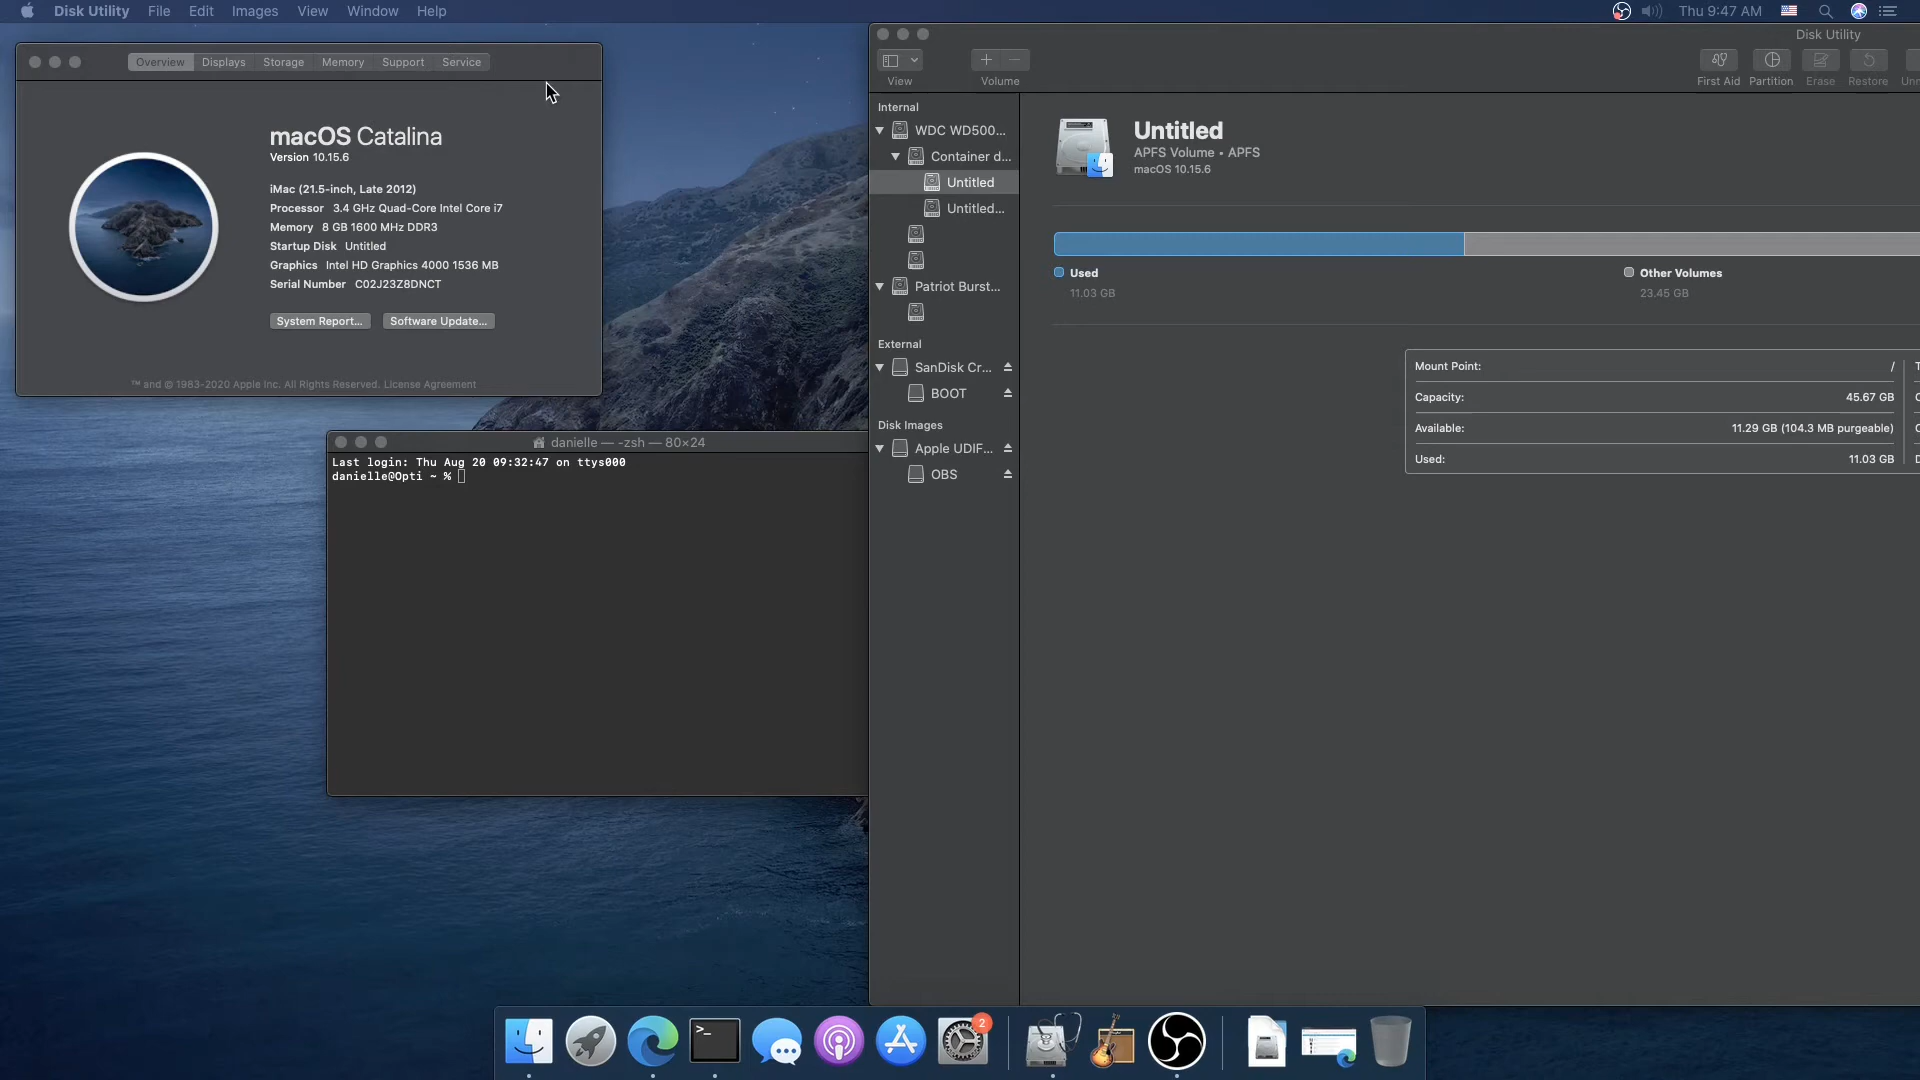 Disk Utility File Edit Images View Window Help
Thu 9:47 AM
Overview Displays Storage Memory Support Service
macOS Catalina
Version 10.15.6
iMac (21.5-inch, Late 2012)
Processor 3.4 GHz Quad-Core Intel Core i7
Memory 8 GB 1600 MHz DDR3
Startup Disk Untitled
Graphics Intel HD Graphics 4000 1536 MB
Serial Number C02J23Z8DNCT
System Report... Software Update...
™ and © 1983-2020 Apple Inc. All Rights Reserved. License Agreement
danielle — -zsh — 80×24
Last login: Thu Aug 20 09:32:47 on ttys000
danielle@Opti ~ %
Disk Utility
View
Volume
First Aid Partition Erase Restore
Internal
WDC WD500...
Container d...
Untitled
Untitled...
Patriot Burst...
External
SanDisk Cr...
BOOT
Disk Images
Apple UDIF...
OBS
Untitled
APFS Volume • APFS
macOS 10.15.6
Used
11.03 GB
Other Volumes
23.45 GB
Mount Point: /
Capacity: 45.67 GB
Available: 11.29 GB (104.3 MB purgeable)
Used: 11.03 GB
>_
2